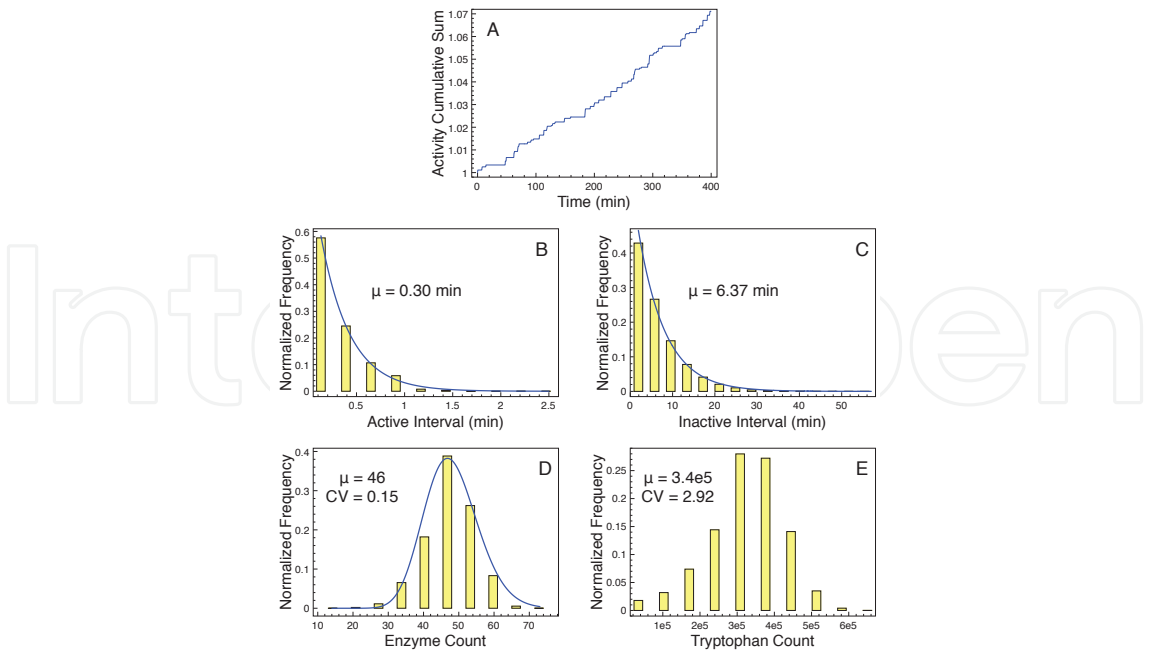 A
Activity Cumulative Sum
1.07
1.06
1.05
1.04
1.03
1.02
1.01
1
0 100 200 300 400
Time (min)
B
Normalized Frequency
μ = 0.30 min
0.6
0.5
0.4
0.3
0.2
0.1
0
0.5 1 1.5 2 2.5
Active Interval (min)
C
Normalized Frequency
μ = 6.37 min
0.4
0.3
0.2
0.1
0
0 10 20 30 40 50
Inactive Interval (min)
D
Normalized Frequency
μ = 46
CV = 0.15
0.4
0.3
0.2
0.1
0
10 20 30 40 50 60 70
Enzyme Count
E
Normalized Frequency
μ = 3.4e5
CV = 2.92
0.25
0.2
0.15
0.1
0.05
0
1e5 2e5 3e5 4e5 5e5 6e5
Tryptophan Count